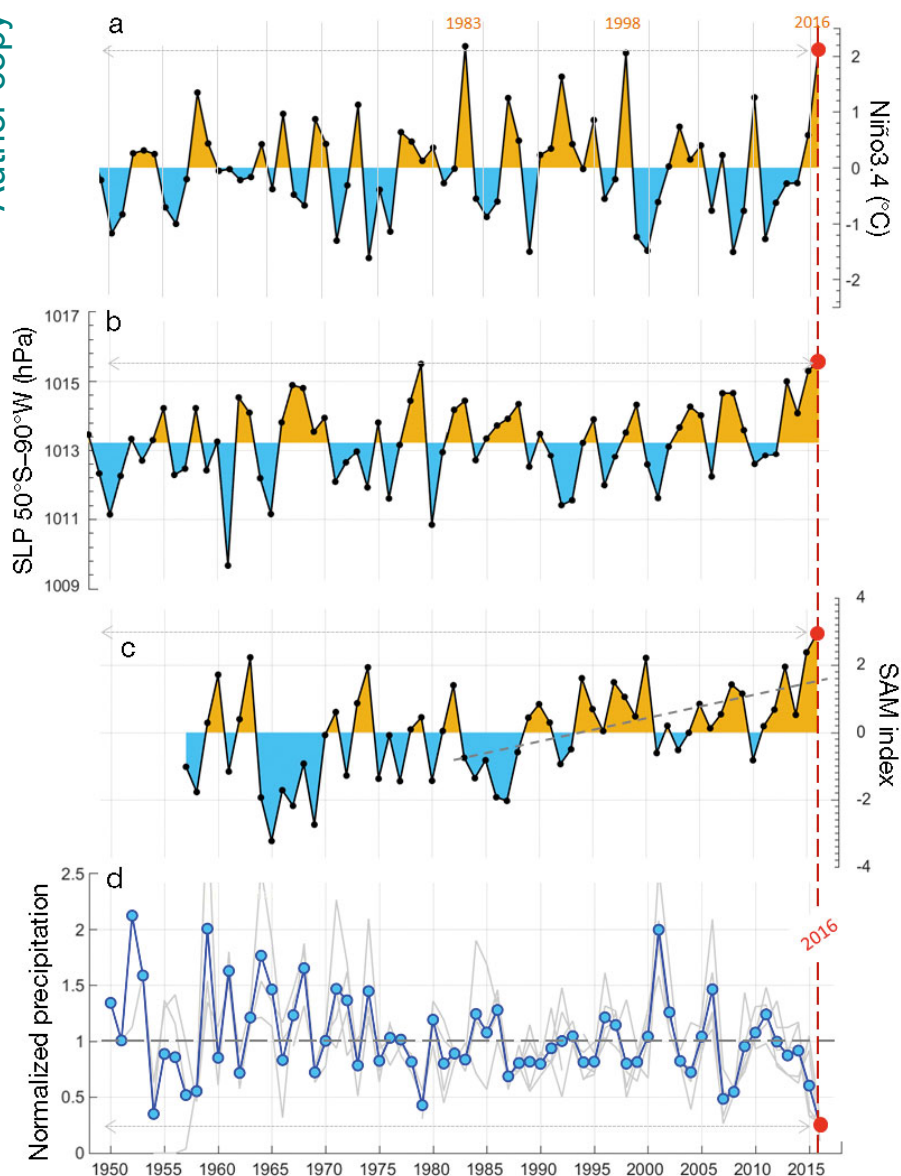 Author copy
a
1983 1998 2016
2
1
0
-1
-2
Niño3.4 (°C)
b
1017
1015
1013
1011
1009
SLP 50°S–90°W (hPa)
c
4
2
0
-2
-4
SAM index
d
2.5
2
1.5
1
0.5
0
Normalized precipitation
2016
1950 1955 1960 1965 1970 1975 1980 1985 1990 1995 2000 2005 2010 2015